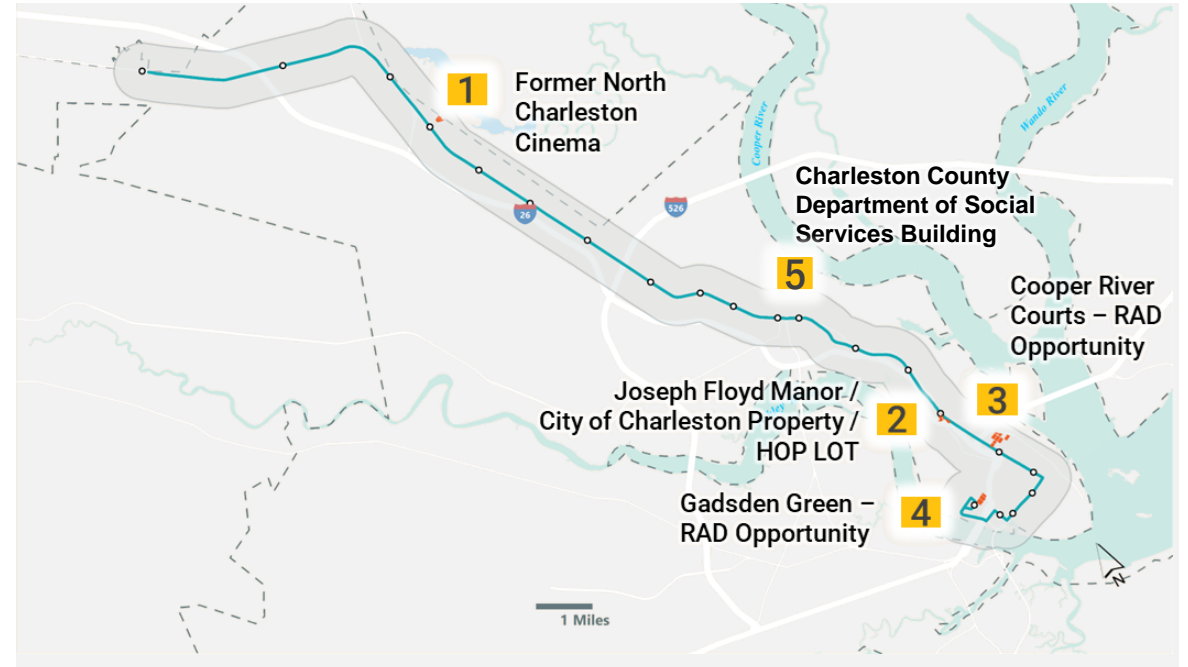 1
Former North
Charleston
Cinema
Cooper River
Wando River
Charleston County
Department of Social
Services Building
26
526
5
Cooper River
Courts – RAD
Opportunity
Joseph Floyd Manor /
City of Charleston Property /
HOP LOT
2
3
Gadsden Green –
RAD Opportunity
4
N
1 Miles